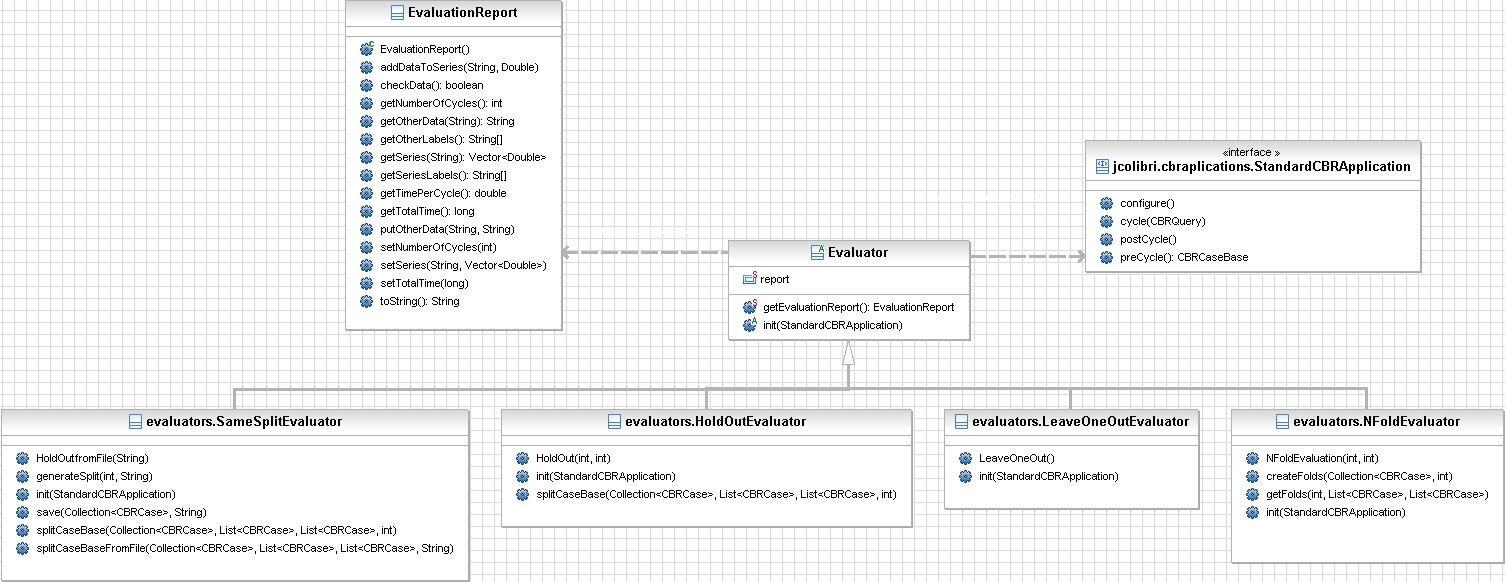 EvaluationReport
EvaluationReport()
addDataToSeries(String, Double)
checkData(): boolean
getNumberOfCycles(): int
getOtherData(String): String
getOtherLabels(): String[]
getSeries(String): Vector<Double>
getSeriesLabels(): String[]
getTimePerCycle(): double
getTotalTime(): long
putOtherData(String, String)
setNumberOfCycles(int)
setSeries(String, Vector<Double>)
setTotalTime(long)
toString(): String
«interface »
jcolibri.cbraplications.StandardCBRApplication
configure()
cycle(CBRQuery)
postCycle()
preCycle(): CBRCaseBase
Evaluator
report
getEvaluationReport(): EvaluationReport
init(StandardCBRApplication)
evaluators.SameSplitEvaluator
HoldOutfromFile(String)
generateSplit(int, String)
init(StandardCBRApplication)
save(Collection<CBRCase>, String)
splitCaseBase(Collection<CBRCase>, List<CBRCase>, List<CBRCase>, int)
splitCaseBaseFromFile(Collection<CBRCase>, List<CBRCase>, List<CBRCase>, String)
evaluators.HoldOutEvaluator
HoldOut(int, int)
init(StandardCBRApplication)
splitCaseBase(Collection<CBRCase>, List<CBRCase>, List<CBRCase>, int)
evaluators.LeaveOneOutEvaluator
LeaveOneOut()
init(StandardCBRApplication)
evaluators.NFoldEvaluator
NFoldEvaluation(int, int)
createFolds(Collection<CBRCase>, int)
getFolds(int, List<CBRCase>, List<CBRCase>)
init(StandardCBRApplication)